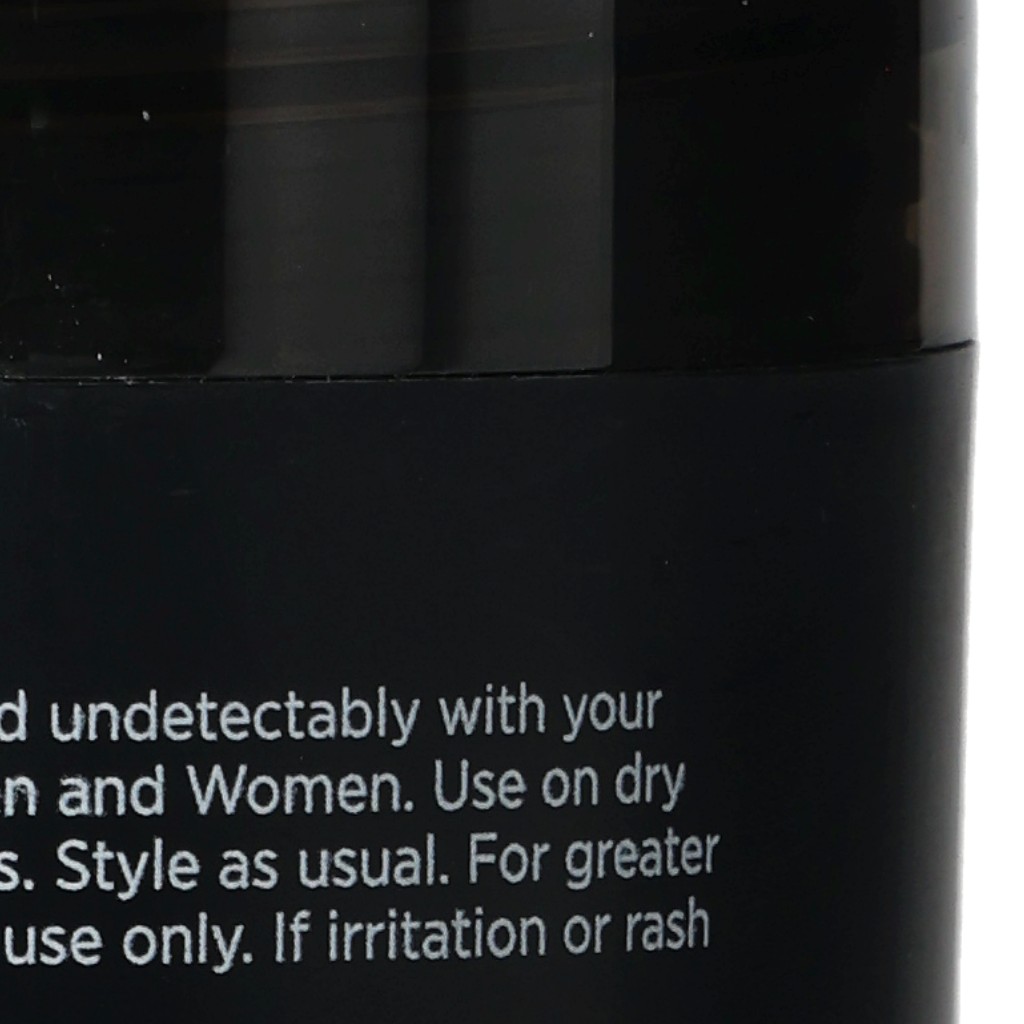 d undetectably with your
en and Women. Use on dry
s. Style as usual. For greater
use only. If irritation or rash